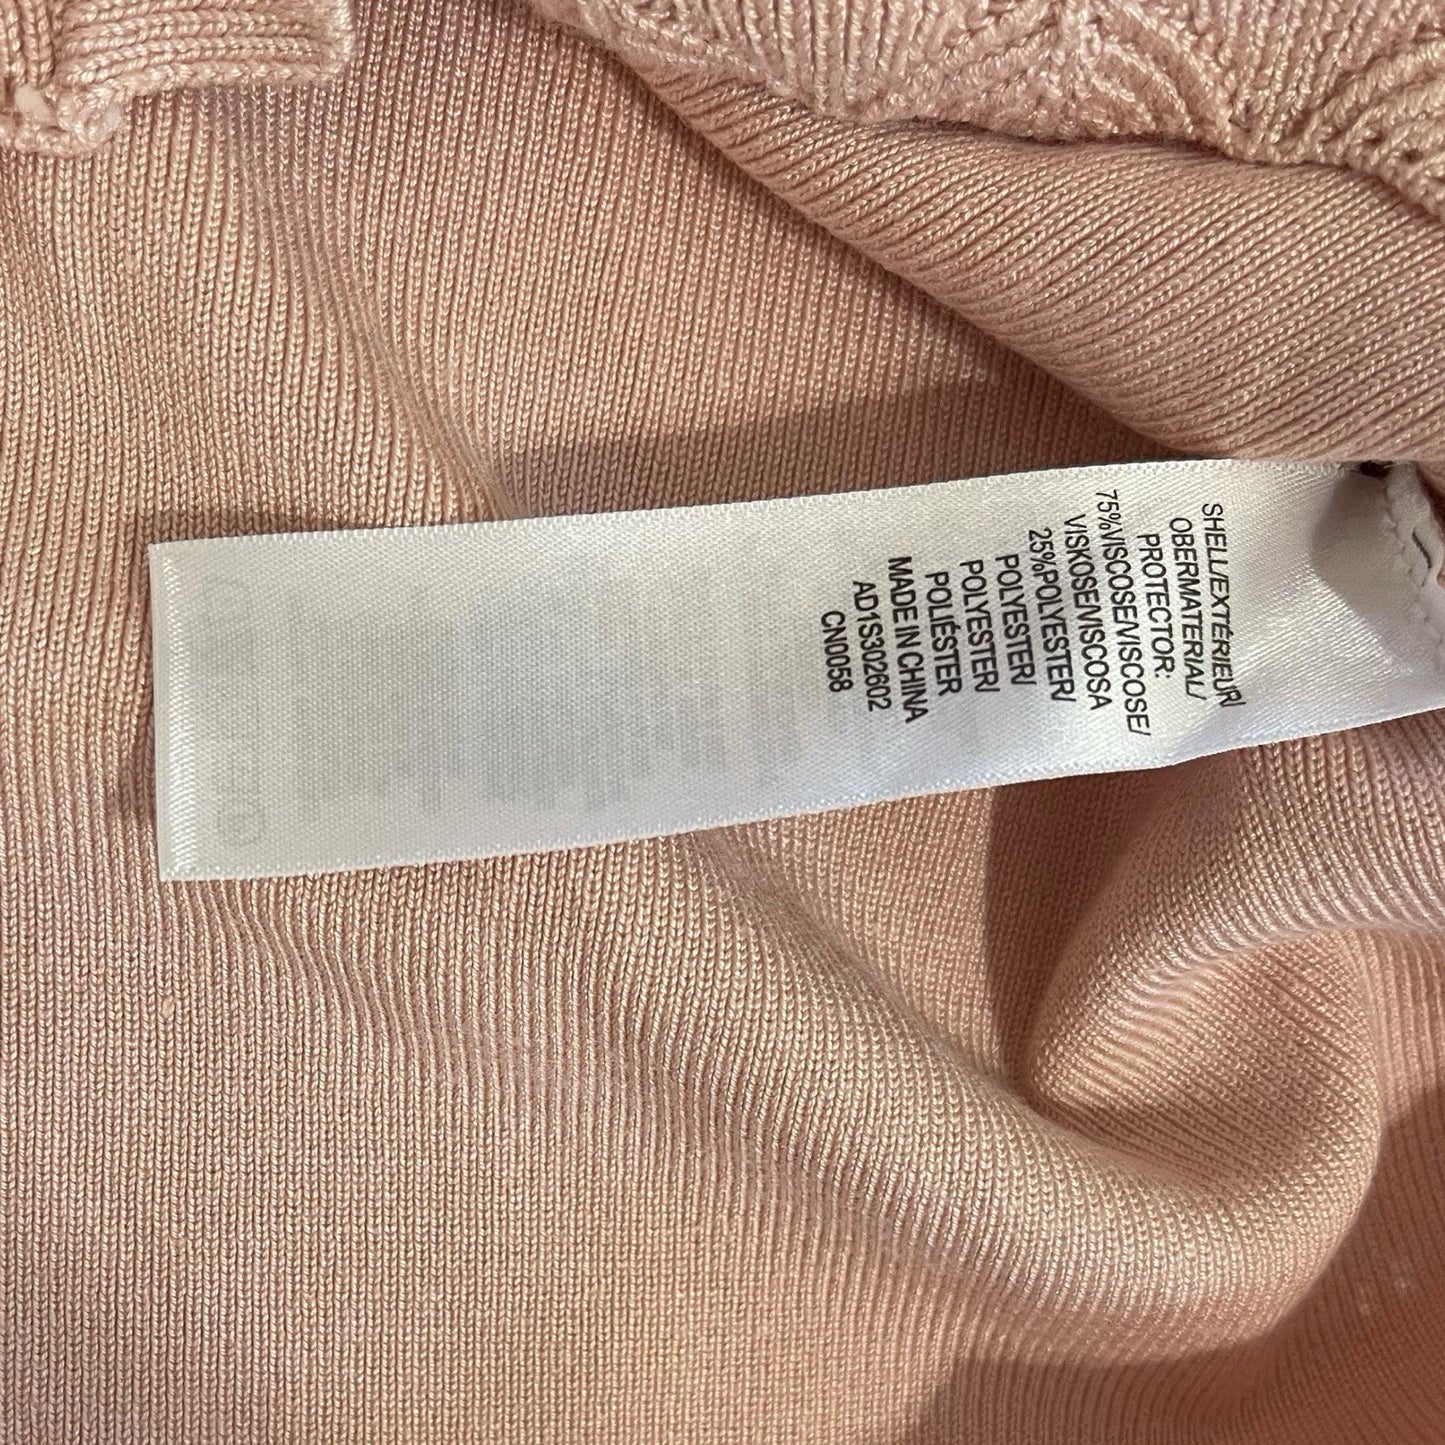 SHELL/EXTÉRIEUR/
OBERMATERIAL/
PROTECTOR:
75%VISCOSE/VISCOSE/
VISKOSE/VISCOSA
25%POLYESTER/
POLYESTER/
POLYESTER/
POLIÉSTER
MADE IN CHINA
AD1S302602
CN0058